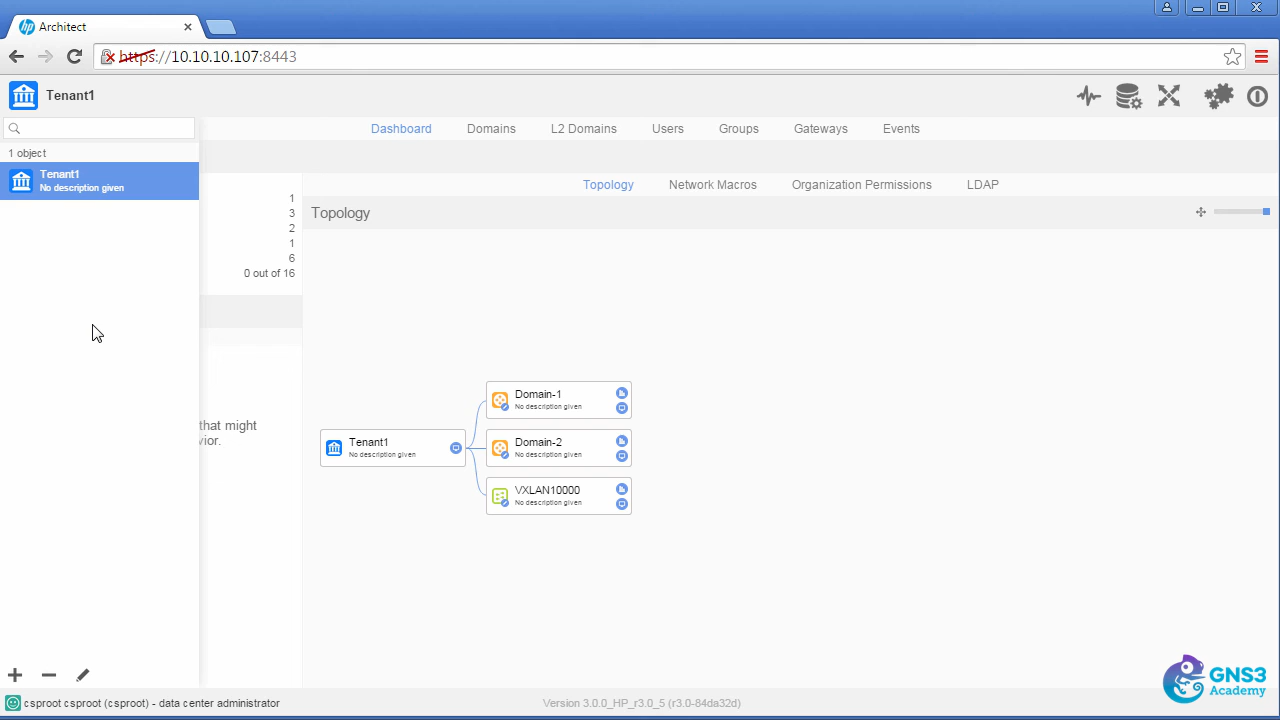 Architect
https://10.10.10.107:8443
Tenant1
Dashboard Domains L2 Domains Users Groups Gateways Events
1 object
Tenant1
No description given
Topology Network Macros Organization Permissions LDAP
1
3
2
1
6
0 out of 16
Topology
that might
vior.
Domain-1
No description given
Tenant1
No description given
Domain-2
No description given
VXLAN10000
No description given
GNS3
Academy
csproot csproot (csproot) - data center administrator
Version 3.0.0_HP_r3.0_5 (r3.0-84da32d)